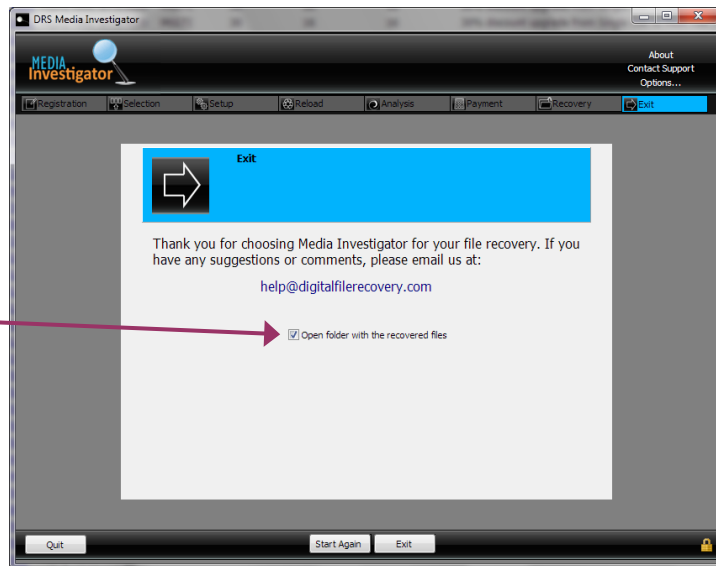 DRS Media Investigator
MEDIA
Investigator
About
Contact Support
Options...
Registration
Selection
Setup
Reload
Analysis
Payment
Recovery
Exit
Exit
Thank you for choosing Media Investigator for your file recovery. If you
have any suggestions or comments, please email us at:
help@digitalfilerecovery.com
Open folder with the recovered files
Quit
Start Again
Exit